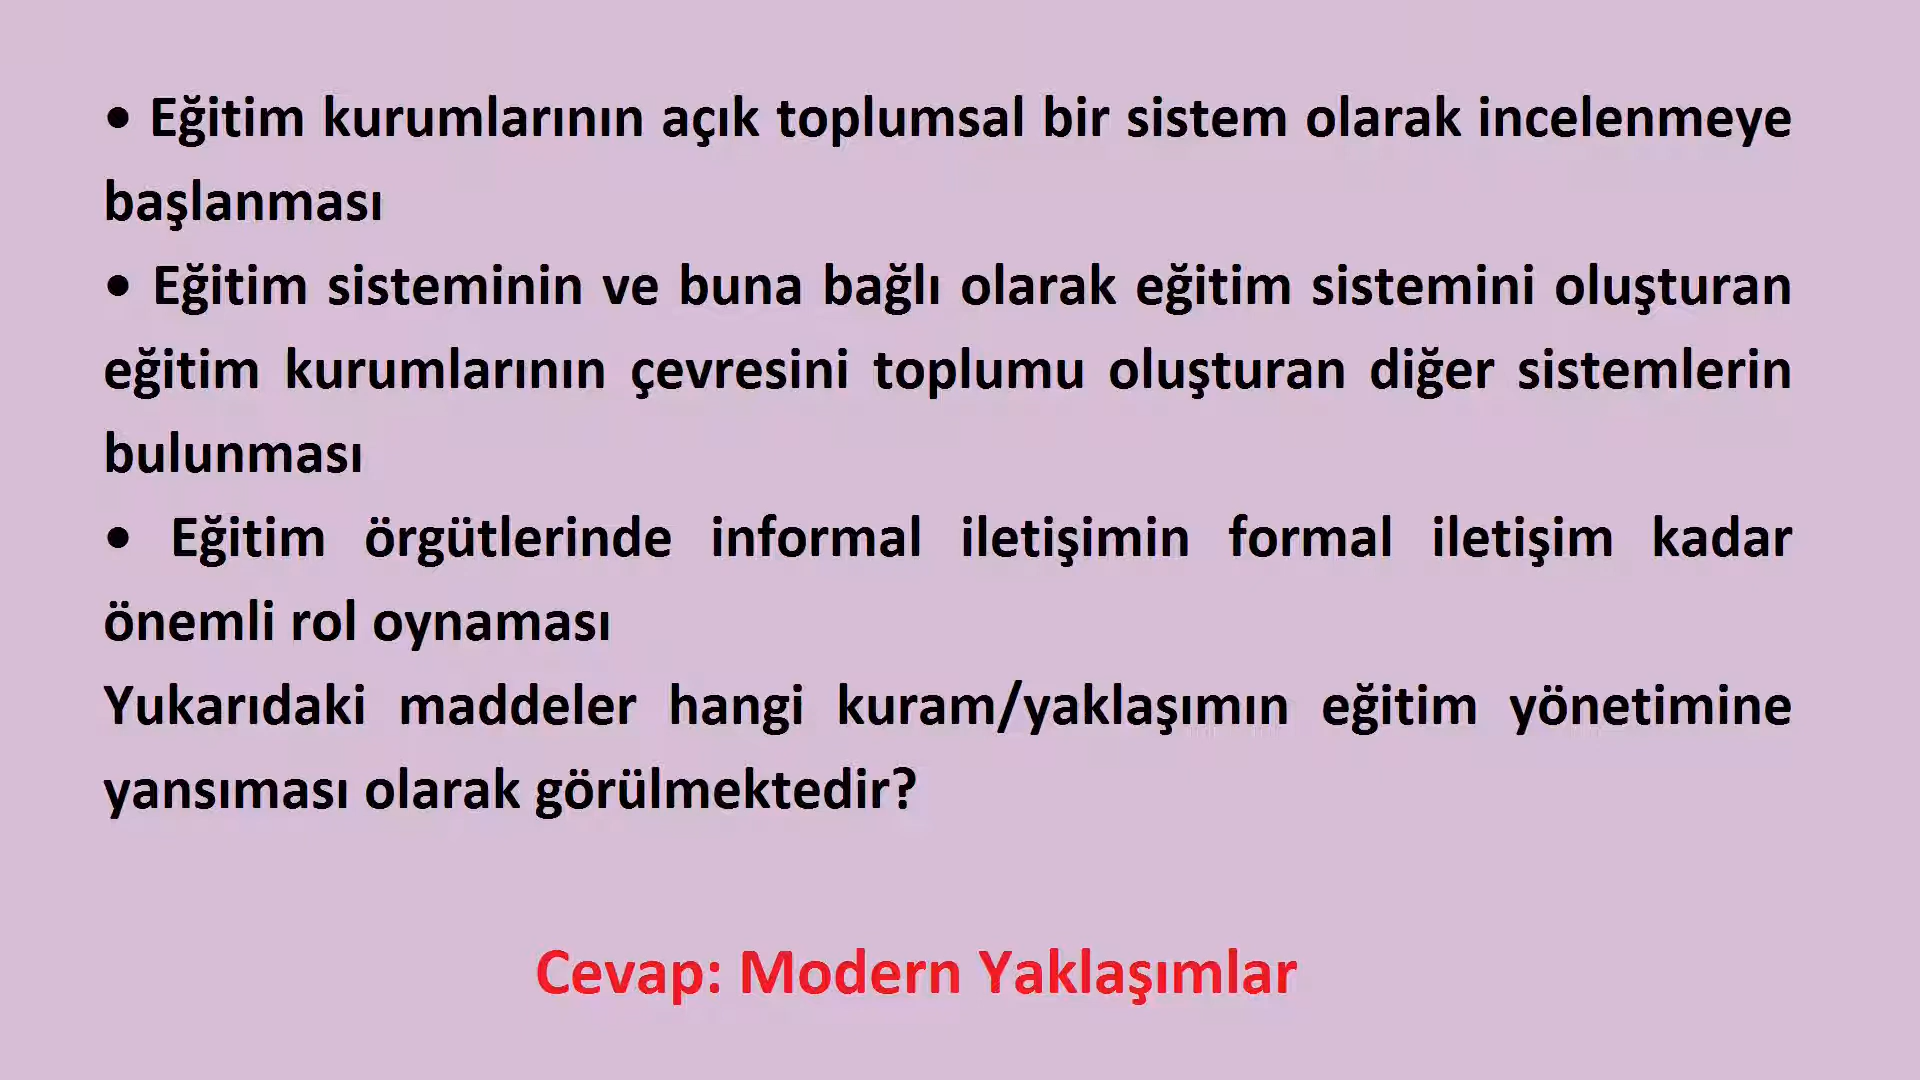 • Eğitim kurumlarının açık toplumsal bir sistem olarak incelenmeye
başlanması
• Eğitim sisteminin ve buna bağlı olarak eğitim sistemini oluşturan
eğitim kurumlarının çevresini toplumu oluşturan diğer sistemlerin
bulunması
• Eğitim örgütlerinde informal iletişimin formal iletişim kadar
önemli rol oynaması
Yukarıdaki maddeler hangi kuram/yaklaşımın eğitim yönetimine
yansıması olarak görülmektedir?
Cevap: Modern Yaklaşımlar